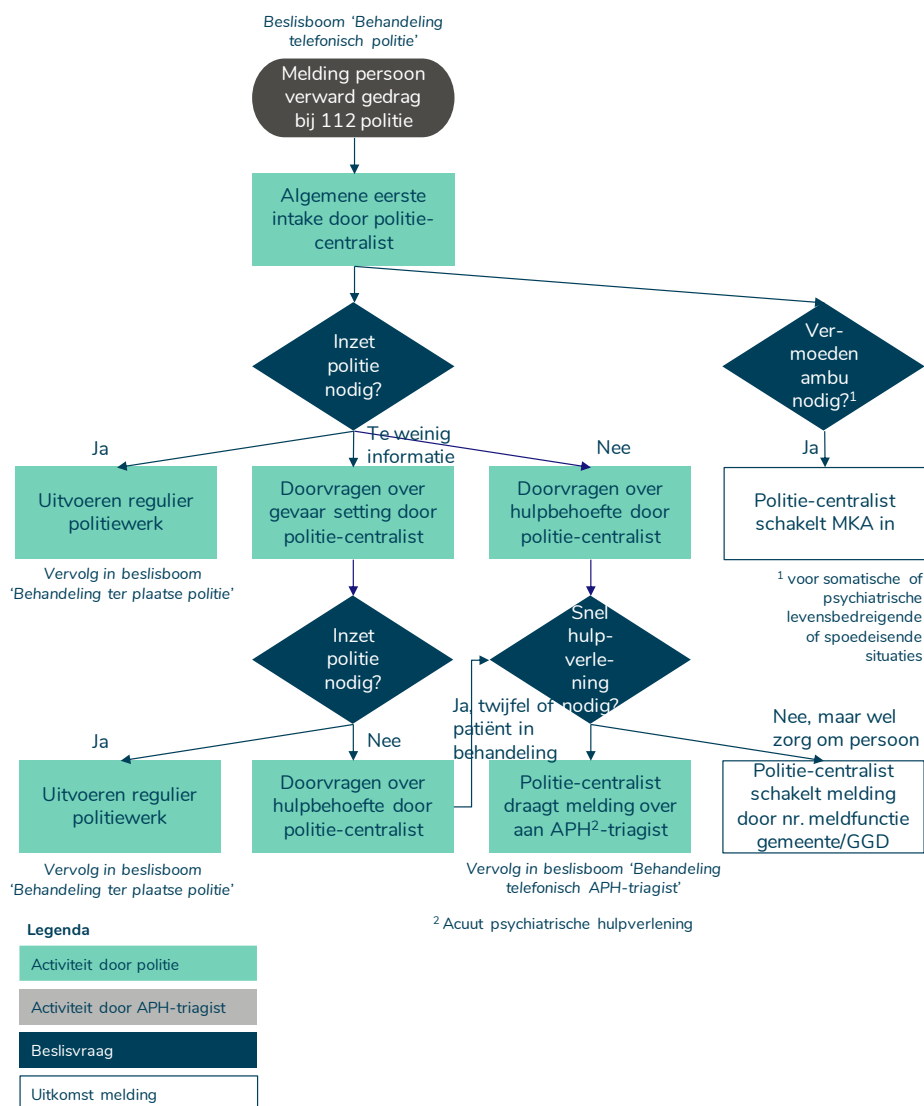 Beslisboom ‘Behandeling
telefonisch politie’
Melding persoon
verward gedrag
bij 112 politie
Algemene eerste
intake door politie-
centralist
Inzet
politie
nodig?
Ver-
moeden
ambu
nodig?¹
Ja
Te weinig
informatie
Nee
Ja
Uitvoeren regulier
politiewerk
Doorvragen over
gevaar setting door
politie-centralist
Doorvragen over
hulpbehoefte door
politie-centralist
Politie-centralist
schakelt MKA in
Vervolg in beslisboom
‘Behandeling ter plaatse politie’
¹ voor somatische of
psychiatrische
levensbedreigende
of spoedeisende
situaties
Inzet
politie
nodig?
Snel
hulp-
verle-
ning
nodig?
Ja
Nee
Ja, twijfel of
patiënt in
behandeling
Nee, maar wel
zorg om persoon
Uitvoeren regulier
politiewerk
Doorvragen over
hulpbehoefte door
politie-centralist
Politie-centralist
draagt melding over
aan APH²-triagist
Politie-centralist
schakelt melding
door nr. meldfunctie
gemeente/GGD
Vervolg in beslisboom
‘Behandeling ter plaatse politie’
Vervolg in beslisboom ‘Behandeling
telefonisch APH-triagist’
² Acuut psychiatrische hulpverlening
Legenda
Activiteit door politie
Activiteit door APH-triagist
Beslisvraag
Uitkomst melding